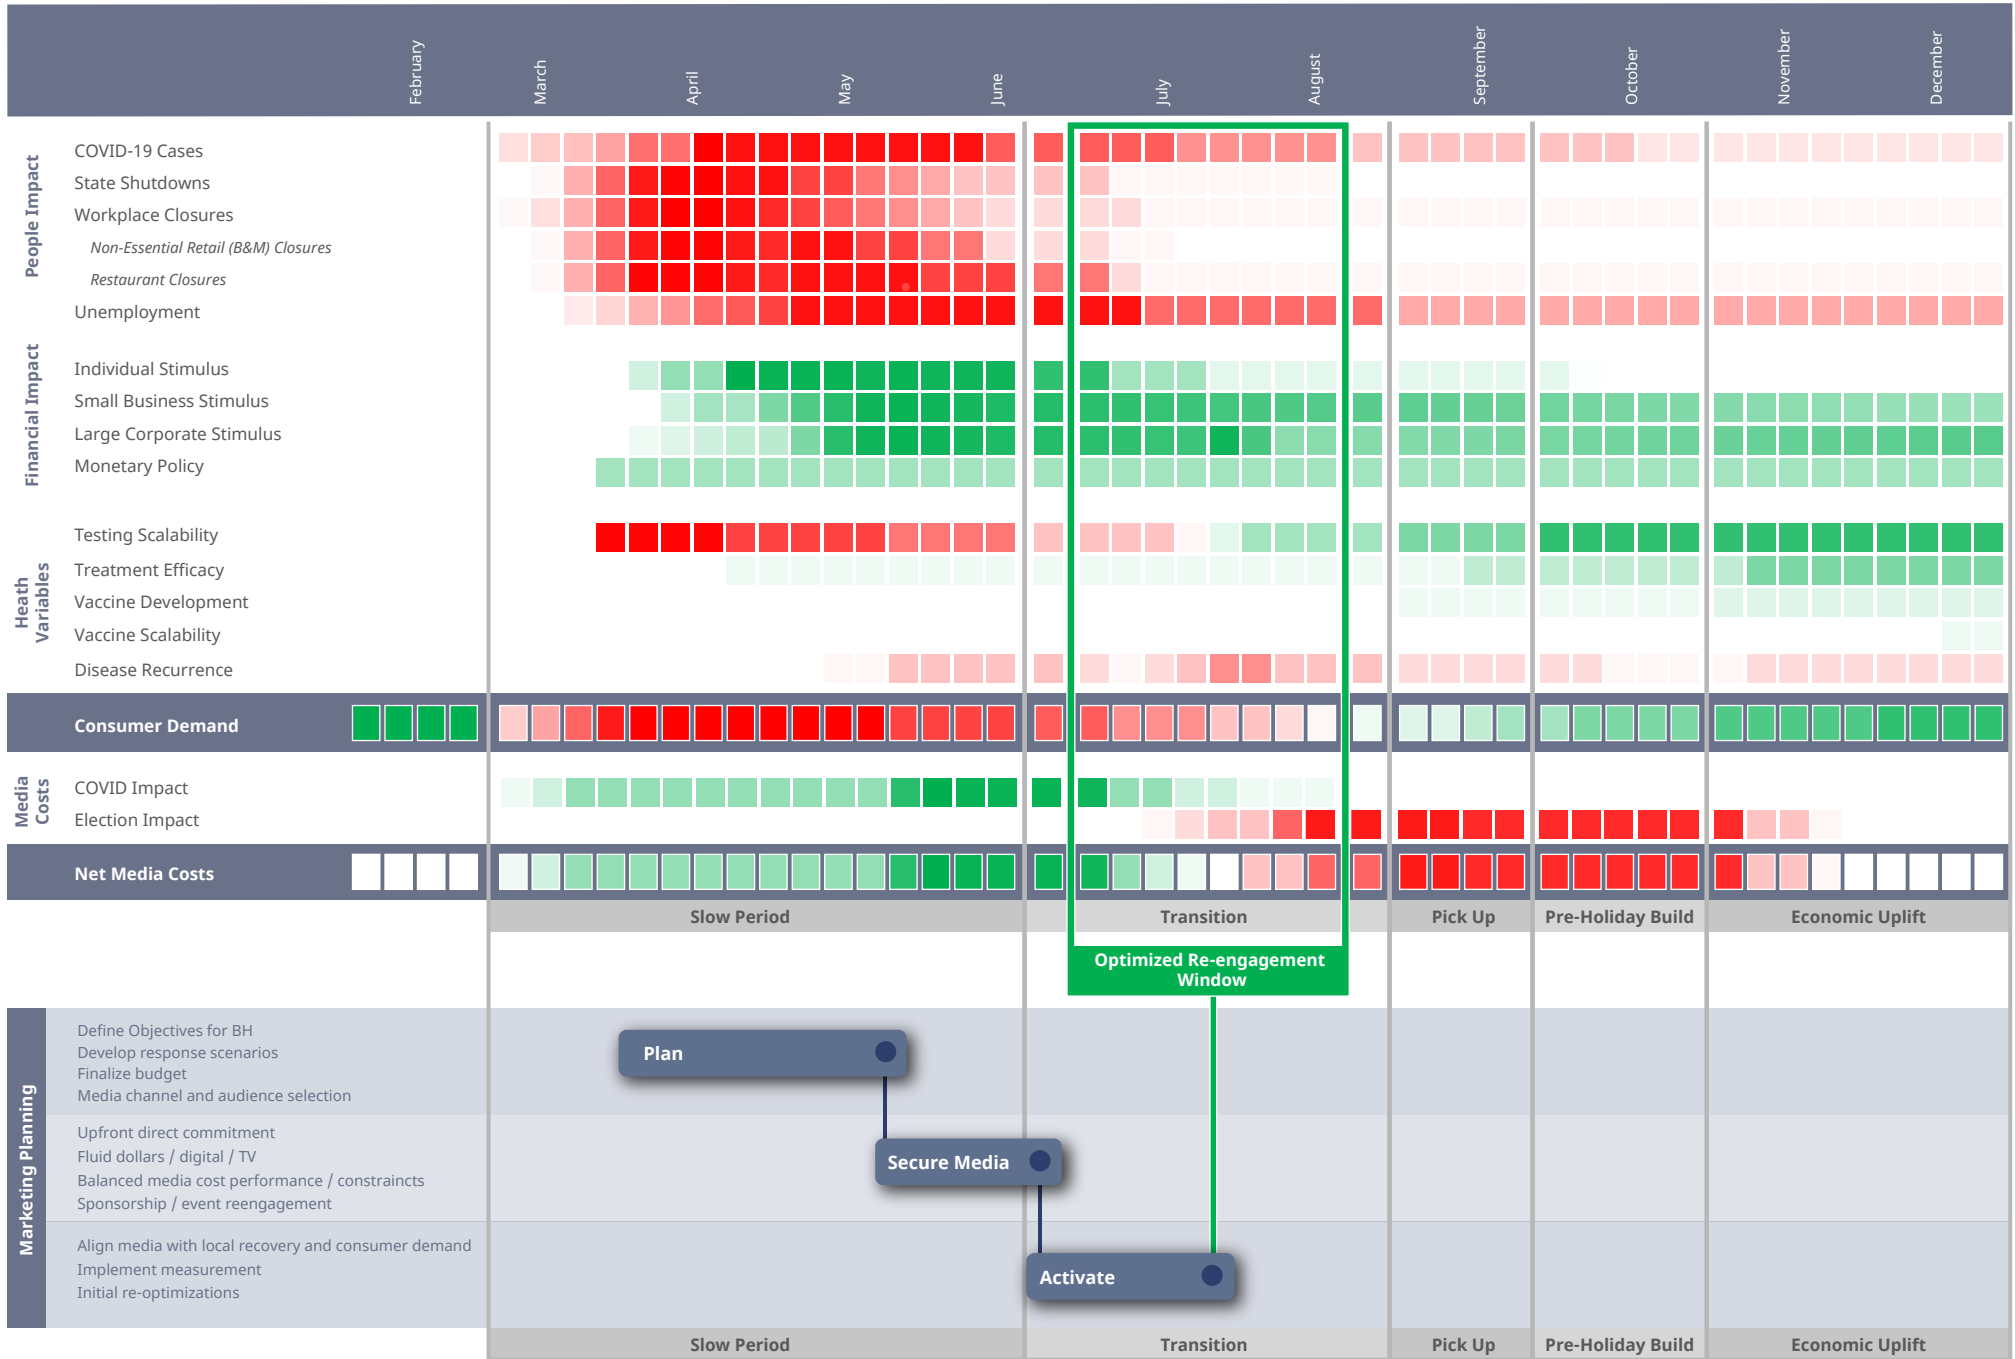 February
March
April
May
June
July
August
September
October
November
December
People Impact
COVID-19 Cases
State Shutdowns
Workplace Closures
Non-Essential Retail (B&M) Closures
Restaurant Closures
Unemployment
Financial Impact
Individual Stimulus
Small Business Stimulus
Large Corporate Stimulus
Monetary Policy
Heath
Variables
Testing Scalability
Treatment Efficacy
Vaccine Development
Vaccine Scalability
Disease Recurrence
Consumer Demand
Media
Costs
COVID Impact
Election Impact
Net Media Costs
Slow Period
Transition
Pick Up
Pre-Holiday Build
Economic Uplift
Optimized Re-engagement
Window
Marketing Planning
Define Objectives for BH
Develop response scenarios
Finalize budget
Media channel and audience selection
Plan
Upfront direct commitment
Fluid dollars / digital / TV
Balanced media cost performance / constraincts
Sponsorship / event reengagement
Secure Media
Align media with local recovery and consumer demand
Implement measurement
Initial re-optimizations
Activate
Slow Period
Transition
Pick Up
Pre-Holiday Build
Economic Uplift